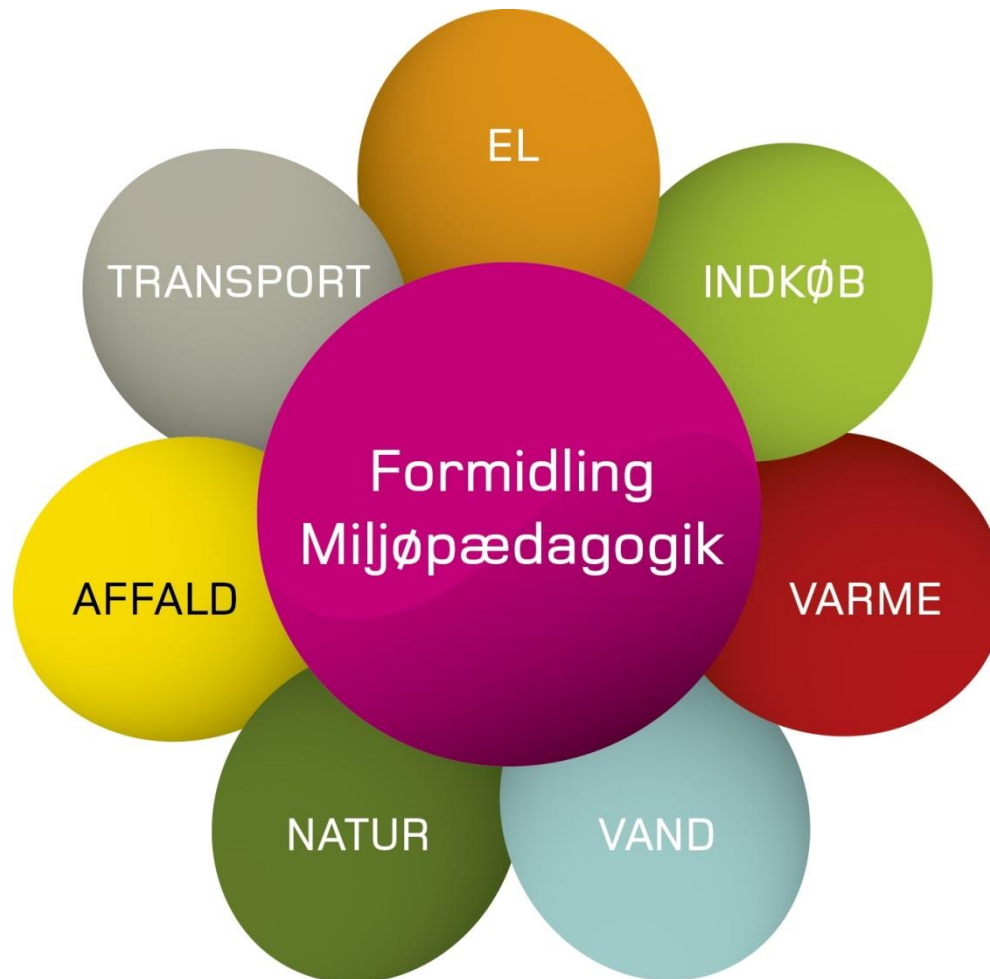 EL
INDKØB
TRANSPORT
Formidling
Miljøpædagogik
VARME
AFFALD
VAND
NATUR